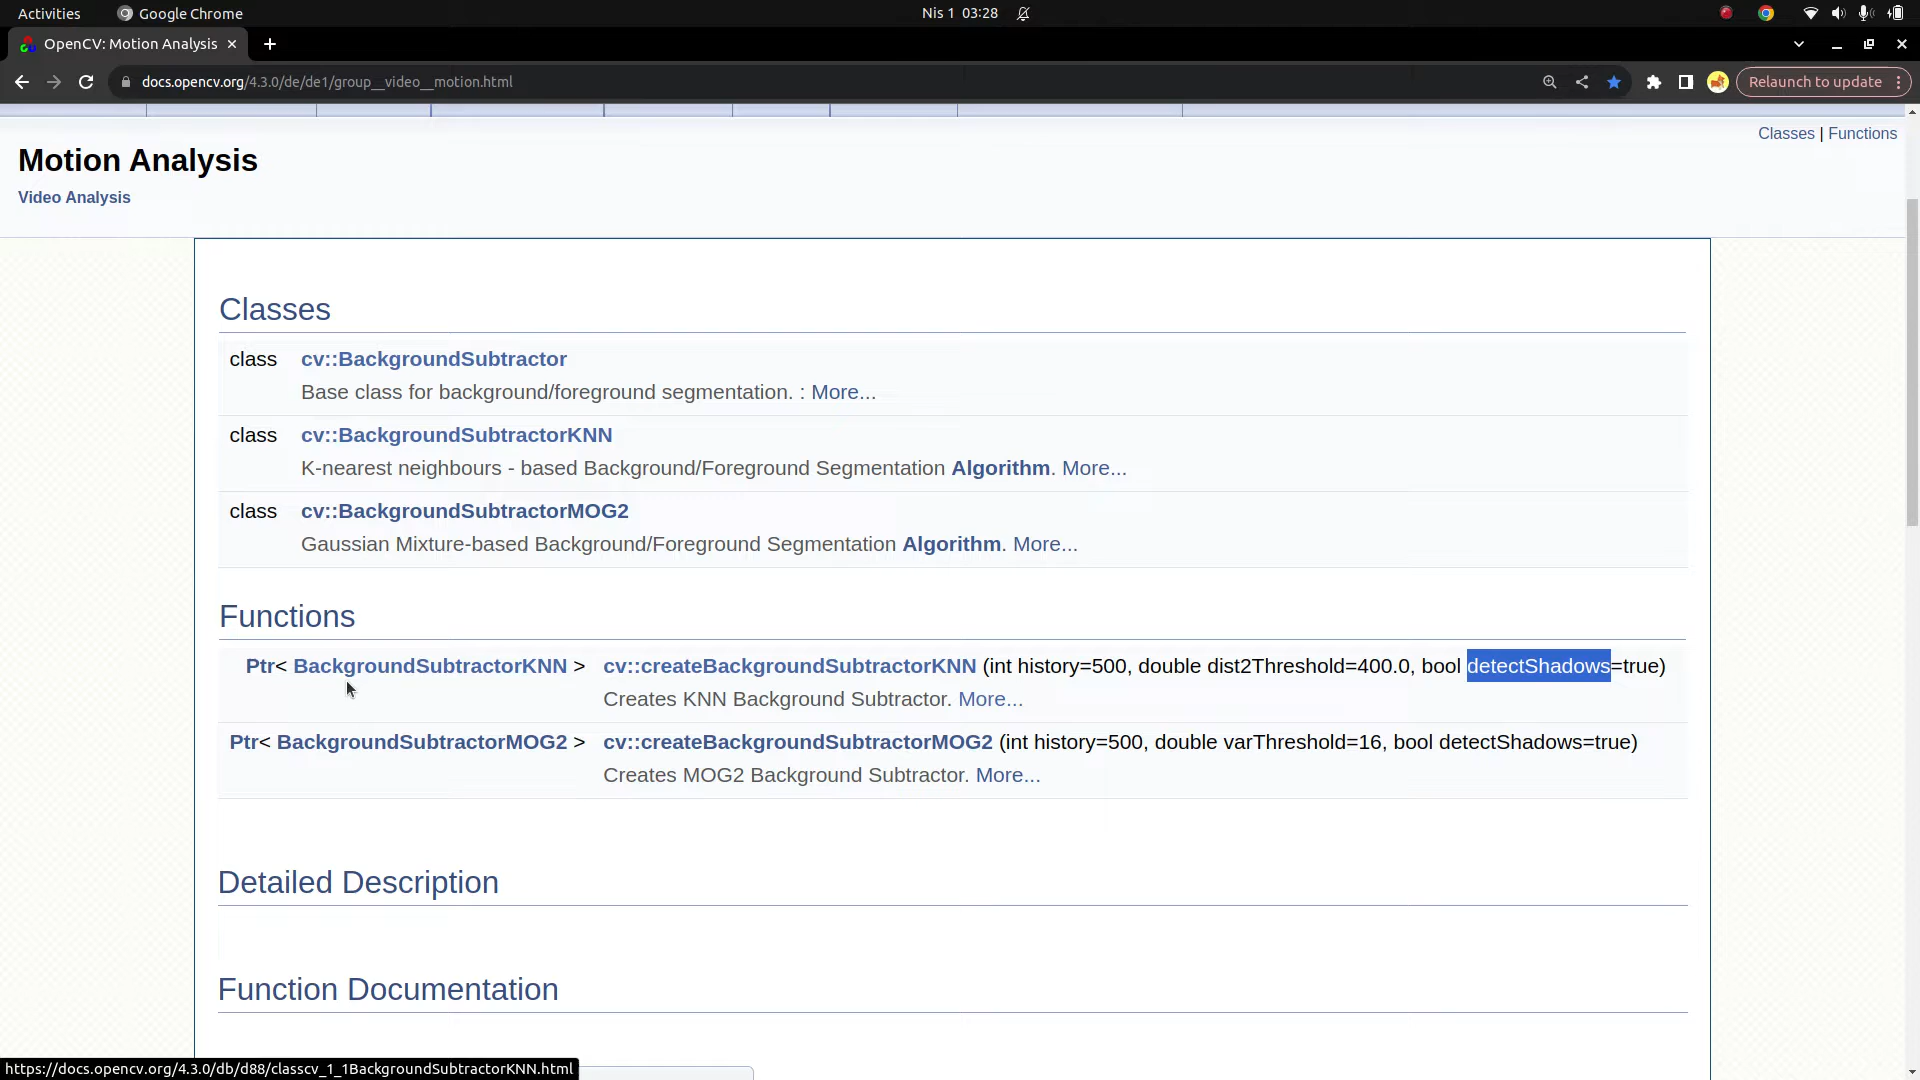 Activities
Google Chrome
Nis 1 03:28
OpenCV: Motion Analysis
docs.opencv.org/4.3.0/de/de1/group__video__motion.html
Relaunch to update
Classes | Functions
Motion Analysis
Video Analysis
Classes
class cv::BackgroundSubtractor
Base class for background/foreground segmentation. : More...
class cv::BackgroundSubtractorKNN
K-nearest neighbours - based Background/Foreground Segmentation Algorithm. More...
class cv::BackgroundSubtractorMOG2
Gaussian Mixture-based Background/Foreground Segmentation Algorithm. More...
Functions
Ptr< BackgroundSubtractorKNN > cv::createBackgroundSubtractorKNN (int history=500, double dist2Threshold=400.0, bool detectShadows=true)
Creates KNN Background Subtractor. More...
Ptr< BackgroundSubtractorMOG2 > cv::createBackgroundSubtractorMOG2 (int history=500, double varThreshold=16, bool detectShadows=true)
Creates MOG2 Background Subtractor. More...
Detailed Description
Function Documentation
https://docs.opencv.org/4.3.0/db/d88/classcv_1_1BackgroundSubtractorKNN.html